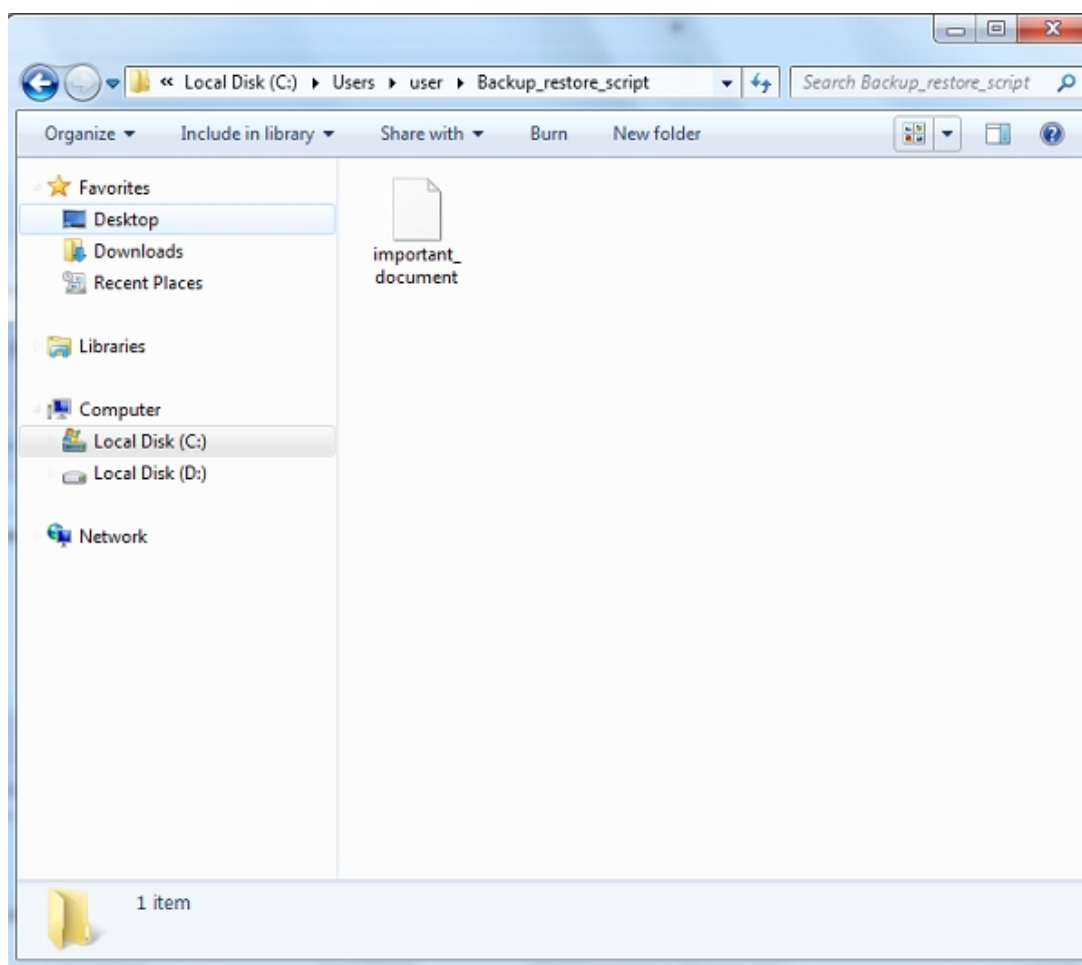 « Local Disk (C:) ▸ Users ▸ user ▸ Backup_restore_script
Search Backup_restore_script
Organize Include in library Share with Burn New folder
Favorites
Desktop
Downloads
Recent Places
Libraries
Computer
Local Disk (C:)
Local Disk (D:)
Network
important_
document
1 item